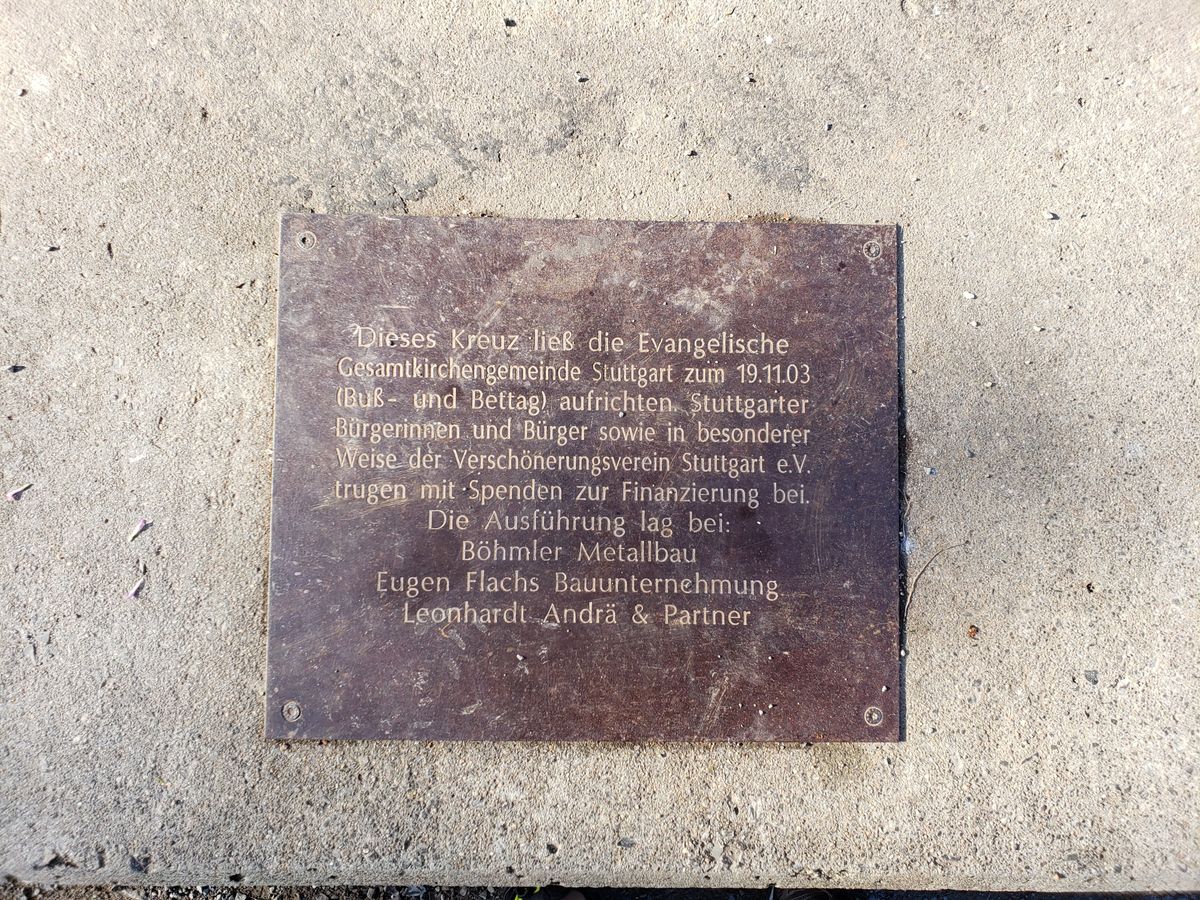 Dieses Kreuz ließ die Evangelische
Gesamtkirchengemeinde Stuttgart zum 19.11.03
(Buß- und Bettag) aufrichten. Stuttgarter
Bürgerinnen und Bürger sowie in besonderer
Weise der Verschönerungsverein Stuttgart e.V.
trugen mit Spenden zur Finanzierung bei.
Die Ausführung lag bei:
Böhmler Metallbau
Eugen Flachs Bauunternehmung
Leonhardt Andrä & Partner